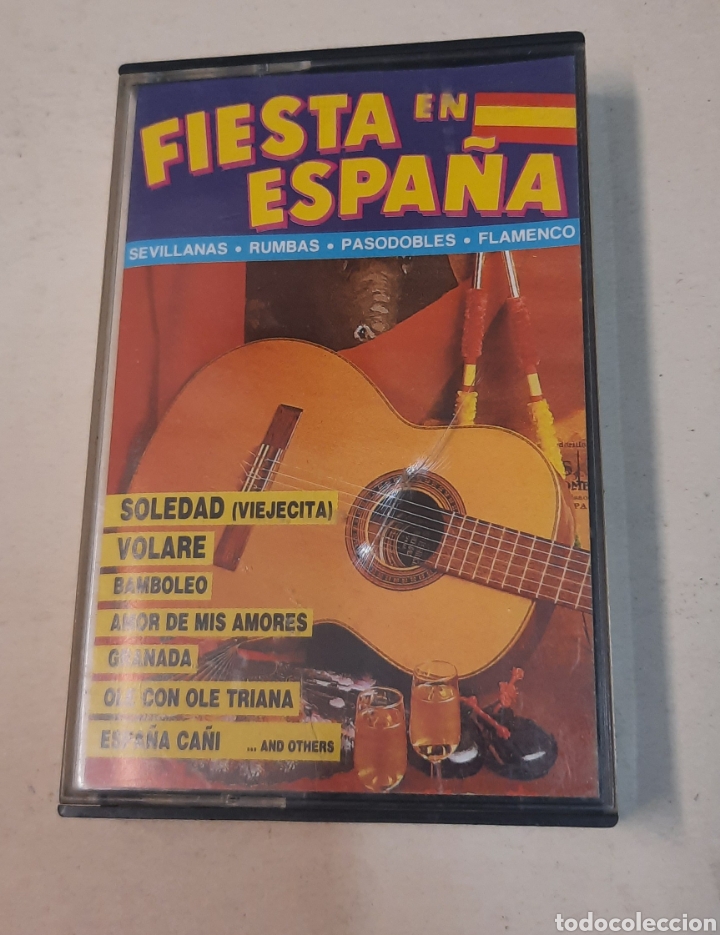 FIESTA EN
ESPAÑA
SEVILLANAS • RUMBAS • PASODOBLES • FLAMENCO
SOLEDAD (VIEJECITA)
VOLARE
BAMBOLEO
AMOR DE MIS AMORES
GRANADA
OLE CON OLE TRIANA
ESPAÑA CAÑI ... AND OTHERS
todocoleccion